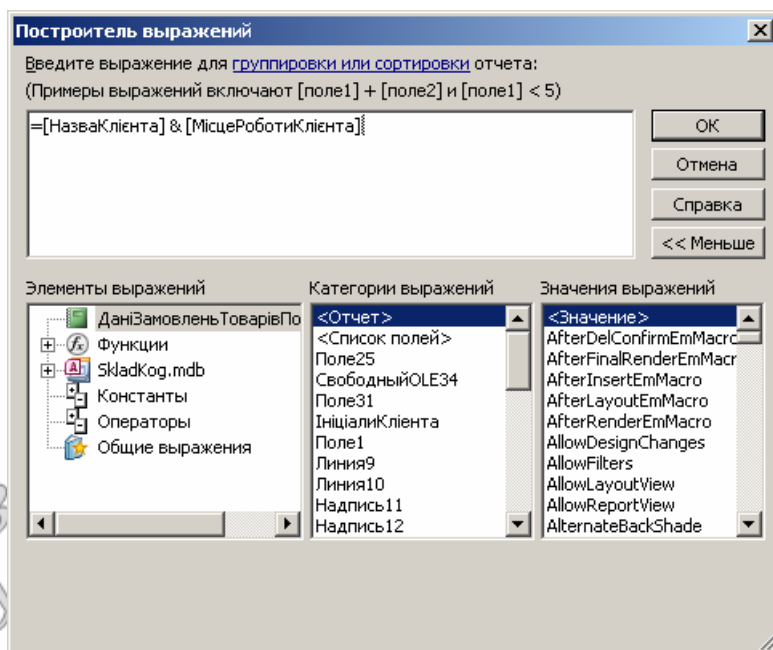 Построитель выражений
Введите выражение для группировки или сортировки отчета:
(Примеры выражений включают [поле1] + [поле2] и [поле1] < 5)
=[НазваКлієнта] & [МісцеРоботиКлієнта]
ОК
Отмена
Справка
<< Меньше
Элементы выражений
ДаніЗамовленьТоварівПо
Функции
SkladKog.mdb
Константы
Операторы
Общие выражения
Категории выражений
<Отчет>
<Список полей>
Поле25
СвободныйOLE34
Поле31
ІніціалиКлієнта
Поле1
Линия9
Линия10
Надпись11
Надпись12
Значения выражений
<Значение>
AfterDelConfirmEmMacro
AfterFinalRenderEmMacr
AfterInsertEmMacro
AfterLayoutEmMacro
AfterRenderEmMacro
AllowDesignChanges
AllowFilters
AllowLayoutView
AllowReportView
AlternateBackShade